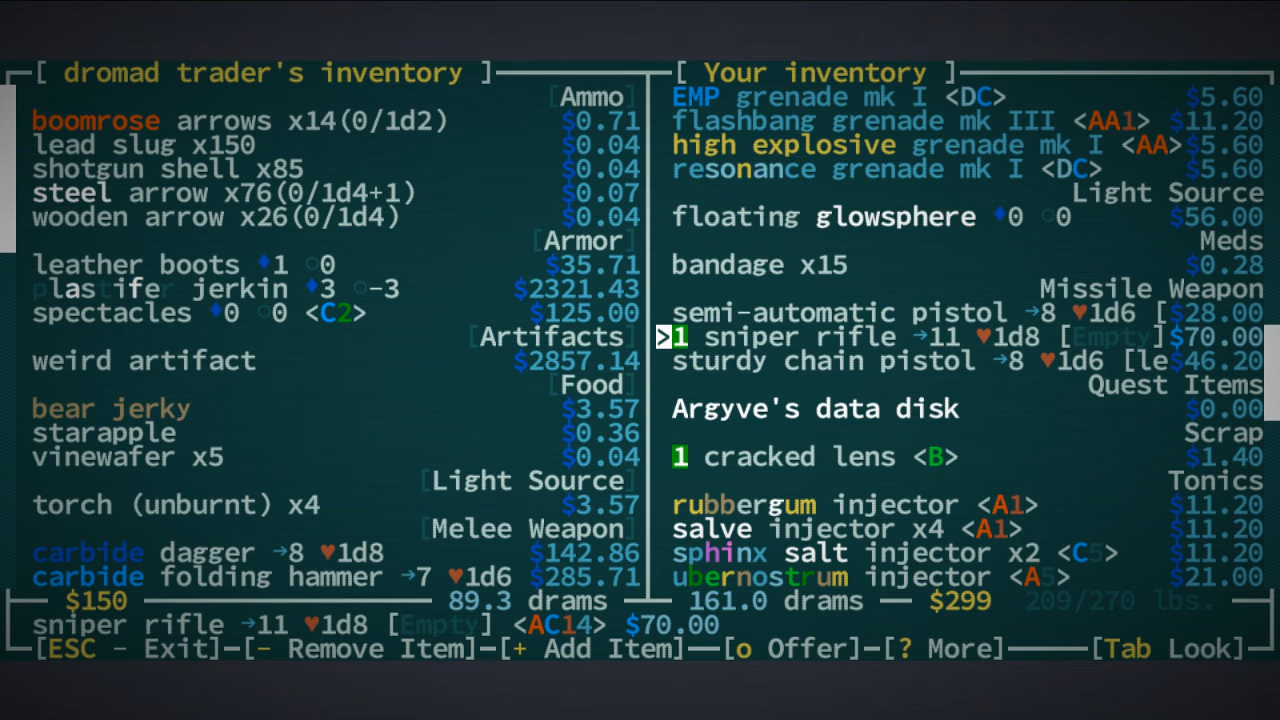 [ dromad trader's inventory ]
[Ammo]
boomrose arrows x14(0/1d2) $0.71
lead slug x150 $0.04
shotgun shell x85 $0.04
steel arrow x76(0/1d4+1) $0.07
wooden arrow x26(0/1d4) $0.04
[Armor]
leather boots ♦1 ○0 $35.71
plastifer jerkin ♦3 ○-3 $2321.43
spectacles ♦0 ○0 <C2> $125.00
[Artifacts]
weird artifact $2857.14
[Food]
bear jerky $3.57
starapple $0.36
vinewafer x5 $0.04
[Light Source]
torch (unburnt) x4 $3.57
[Melee Weapon]
carbide dagger →8 ♥1d8 $142.86
carbide folding hammer →7 ♥1d6 $285.71
[ Your inventory ]
EMP grenade mk I <DC> $5.60
flashbang grenade mk III <AA1> $11.20
high explosive grenade mk I <AA> $5.60
resonance grenade mk I <DC> $5.60
Light Source
floating glowsphere ♦0 ○0 $56.00
Meds
bandage x15 $0.28
Missile Weapon
semi-automatic pistol →8 ♥1d6 [ $28.00
>1 sniper rifle →11 ♥1d8 [Empty] $70.00
sturdy chain pistol →8 ♥1d6 [le $46.20
Quest Items
Argyve's data disk $0.00
Scrap
1 cracked lens <B> $1.40
Tonics
rubbergum injector <A1> $11.20
salve injector x4 <A1> $11.20
sphinx salt injector x2 <C5> $11.20
ubernostrum injector <A5> $21.00
$150 89.3 drams 161.0 drams — $299 209/270 lbs.
sniper rifle →11 ♥1d8 [Empty] <AC14> $70.00
[ESC - Exit]—[- Remove Item]—[+ Add Item]—[o Offer]—[? More]—[Tab Look]